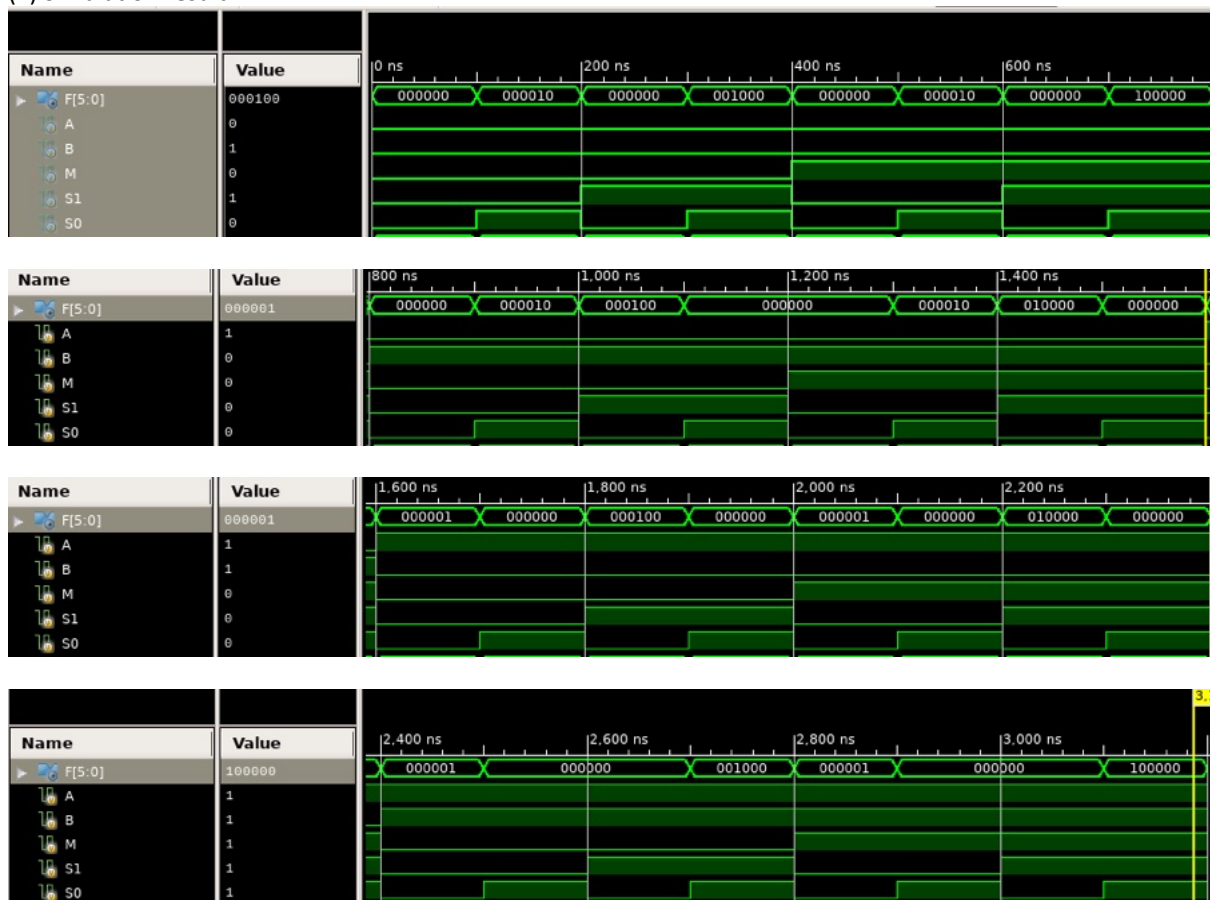 Name Value 0 ns 200 ns 400 ns 600 ns
F[5:0] 000100 000000 000010 000000 001000 000000 000010 000000 100000
A 0
B 1
M 0
S1 1
S0 0
Name Value 800 ns 1,000 ns 1,200 ns 1,400 ns
F[5:0] 000001 000000 000010 000100 000000 000010 010000 000000
A 1
B 0
M 0
S1 0
S0 0
Name Value 1,600 ns 1,800 ns 2,000 ns 2,200 ns
F[5:0] 000001 000001 000000 000100 000000 000001 000000 010000 000000
A 1
B 1
M 0
S1 0
S0 0
3,
Name Value 2,400 ns 2,600 ns 2,800 ns 3,000 ns
F[5:0] 100000 000001 000000 001000 000001 000000 100000
A 1
B 1
M 1
S1 1
S0 1